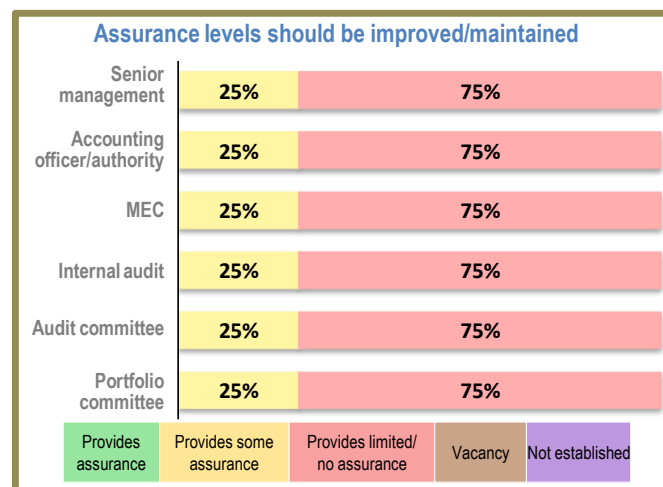 Assurance levels should be improved/maintained
Senior
management
25%
75%
Accounting
officer/authority
25%
75%
MEC
25%
75%
Internal audit
25%
75%
Audit committee
25%
75%
Portfolio
committee
25%
75%
Provides
assurance
Provides some
assurance
Provides limited/
no assurance
Vacancy
Not established